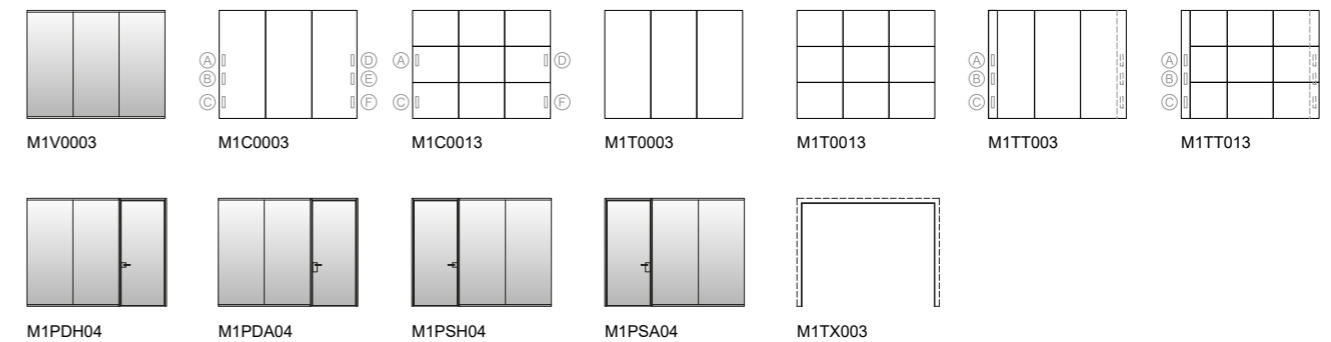 A D A D A A
B E B B
C F C F C C
M1V0003 M1C0003 M1C0013 M1T0003 M1T0013 M1TT003 M1TT013
M1PDH04 M1PDA04 M1PSH04 M1PSA04 M1TX003